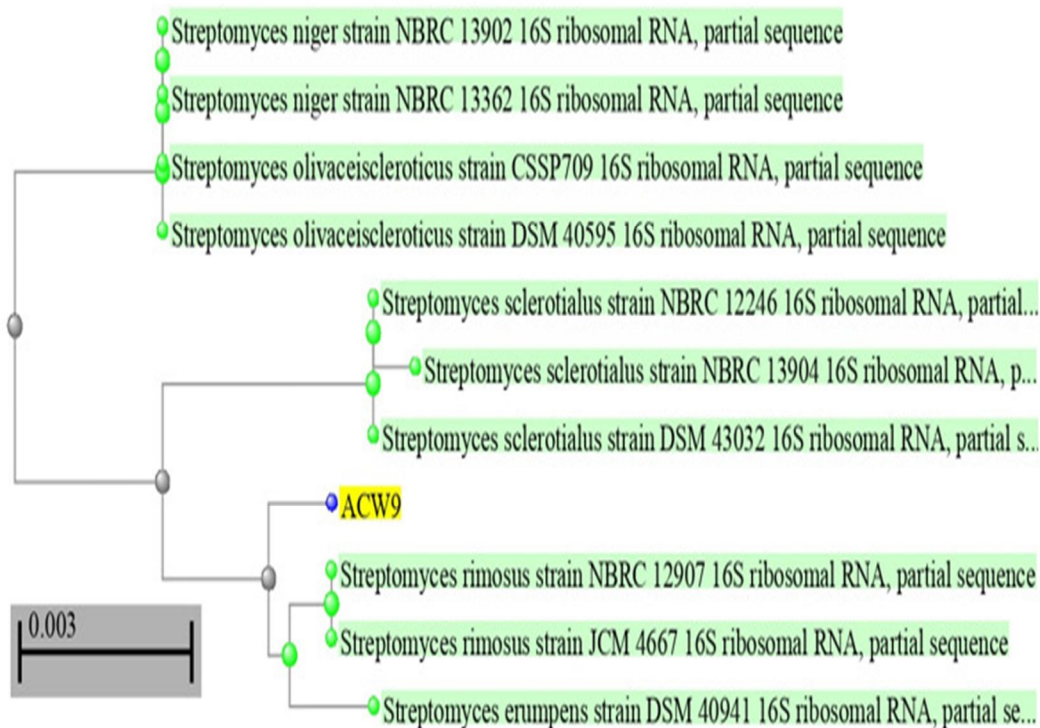 Streptomyces niger strain NBRC 13902 16S ribosomal RNA, partial sequence
Streptomyces niger strain NBRC 13362 16S ribosomal RNA, partial sequence
Streptomyces olivaceiscleroticus strain CSSP709 16S ribosomal RNA, partial sequence
Streptomyces olivaceiscleroticus strain DSM 40595 16S ribosomal RNA, partial sequence
Streptomyces sclerotialus strain NBRC 12246 16S ribosomal RNA, partial...
Streptomyces sclerotialus strain NBRC 13904 16S ribosomal RNA, p...
Streptomyces sclerotialus strain DSM 43032 16S ribosomal RNA, partial s...
ACW9
Streptomyces rimosus strain NBRC 12907 16S ribosomal RNA, partial sequence
0.003
Streptomyces rimosus strain JCM 4667 16S ribosomal RNA, partial sequence
Streptomyces erumpens strain DSM 40941 16S ribosomal RNA, partial se...